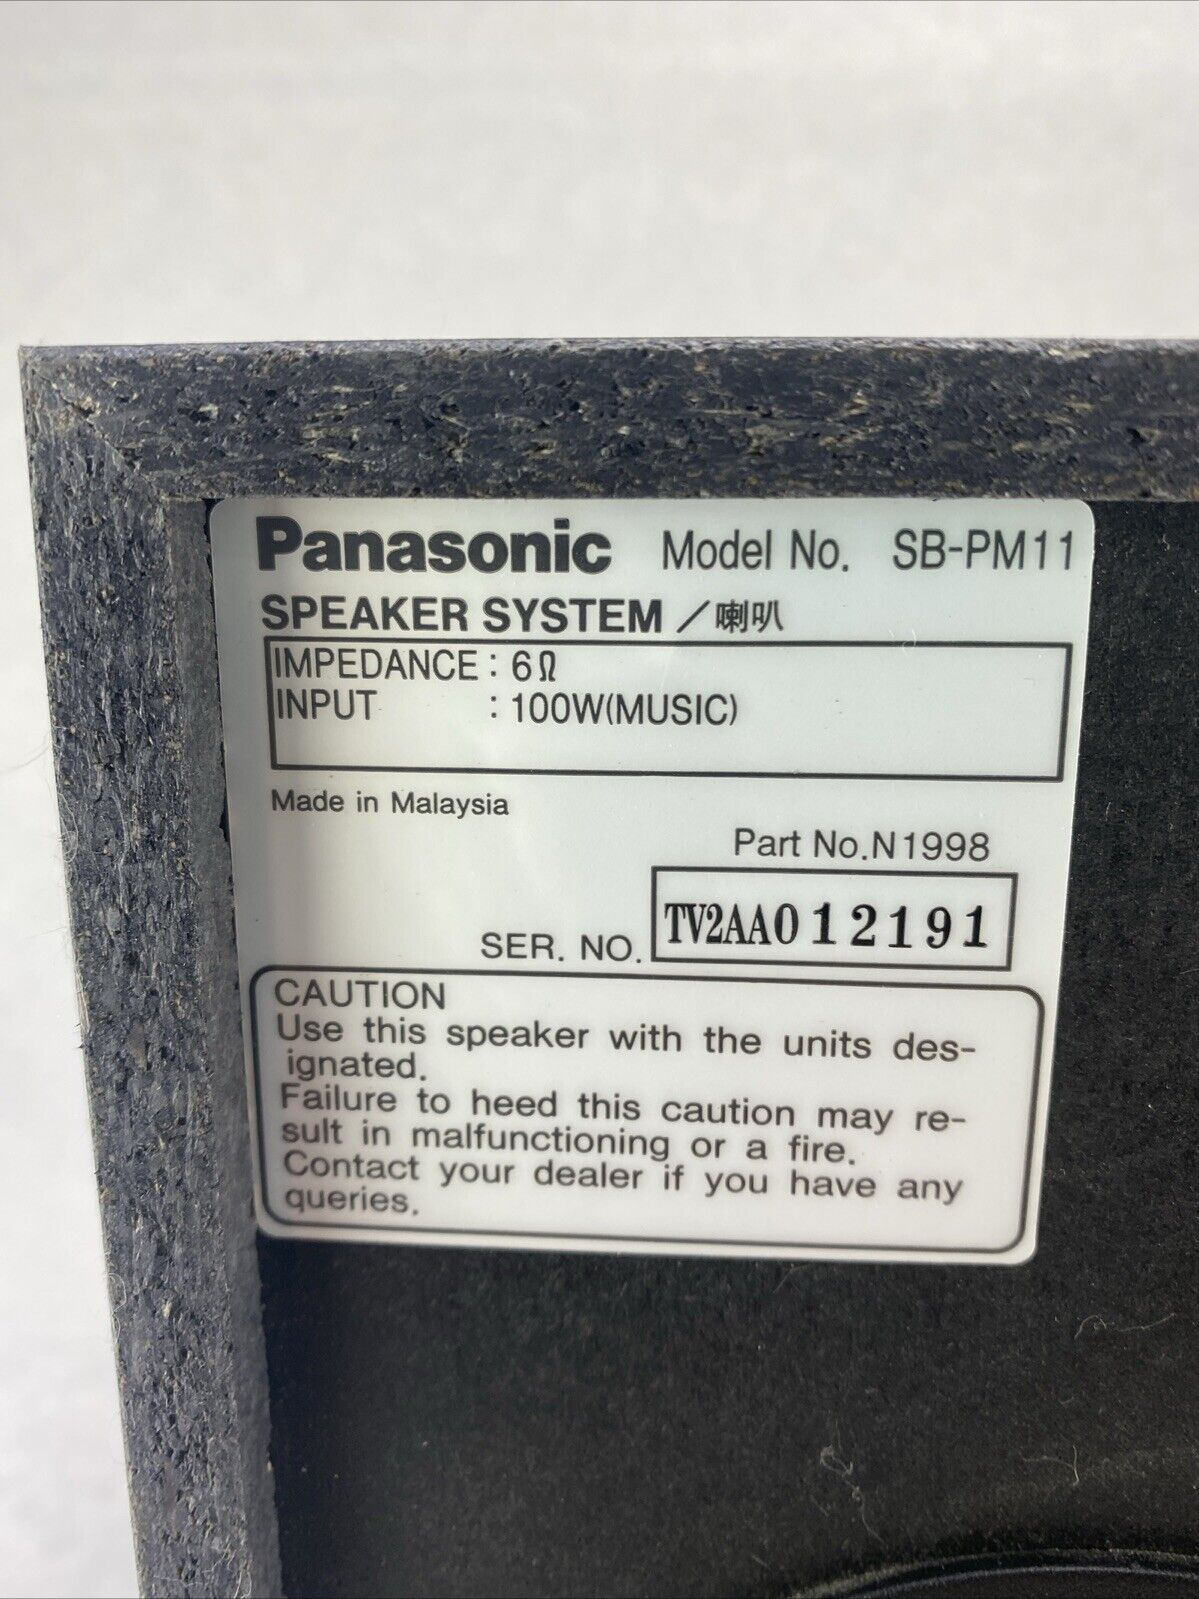 Panasonic Model No. SB-PM11
SPEAKER SYSTEM／喇叭
IMPEDANCE : 6Ω
INPUT : 100W(MUSIC)
Made in Malaysia
Part No.N1998
SER. NO. TV2AA012191
CAUTION
Use this speaker with the units des-
ignated.
Failure to heed this caution may re-
sult in malfunctioning or a fire.
Contact your dealer if you have any
queries.